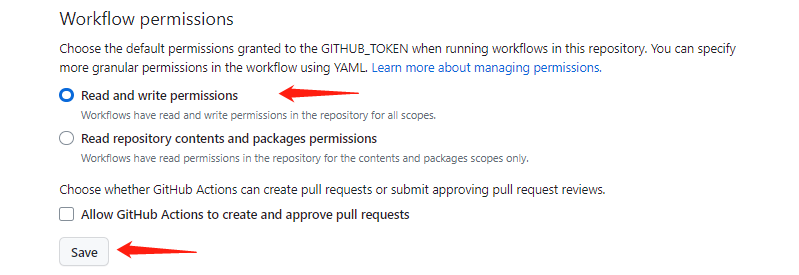 Workflow permissions
Choose the default permissions granted to the GITHUB_TOKEN when running workflows in this repository. You can specify
more granular permissions in the workflow using YAML. Learn more about managing permissions.
Read and write permissions
Workflows have read and write permissions in the repository for all scopes.
Read repository contents and packages permissions
Workflows have read permissions in the repository for the contents and packages scopes only.
Choose whether GitHub Actions can create pull requests or submit approving pull request reviews.
Allow GitHub Actions to create and approve pull requests
Save